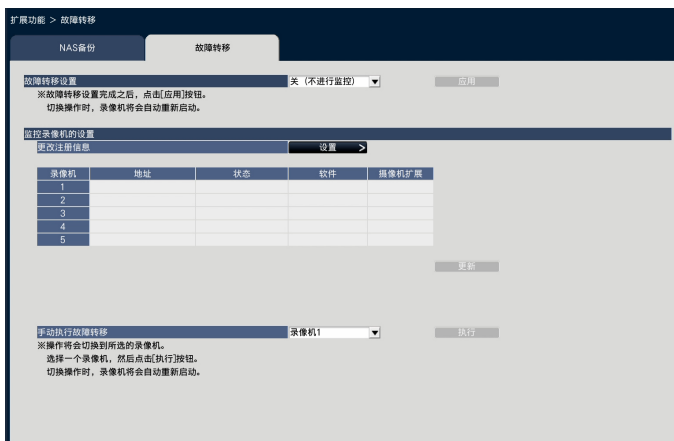 扩展功能 > 故障转移
NAS备份 故障转移
故障转移设置 关（不进行监控） 应用
※故障转移设置完成之后，点击[应用]按钮。
切换操作时，录像机将会自动重新启动。
监控录像机的设置
更改注册信息 设置 >
录像机 地址 状态 软件 摄像机扩展
1
2
3
4
5
更新
手动执行故障转移 录像机1 执行
※操作将会切换到所选的录像机。
选择一个录像机，然后点击[执行]按钮。
切换操作时，录像机将会自动重新启动。